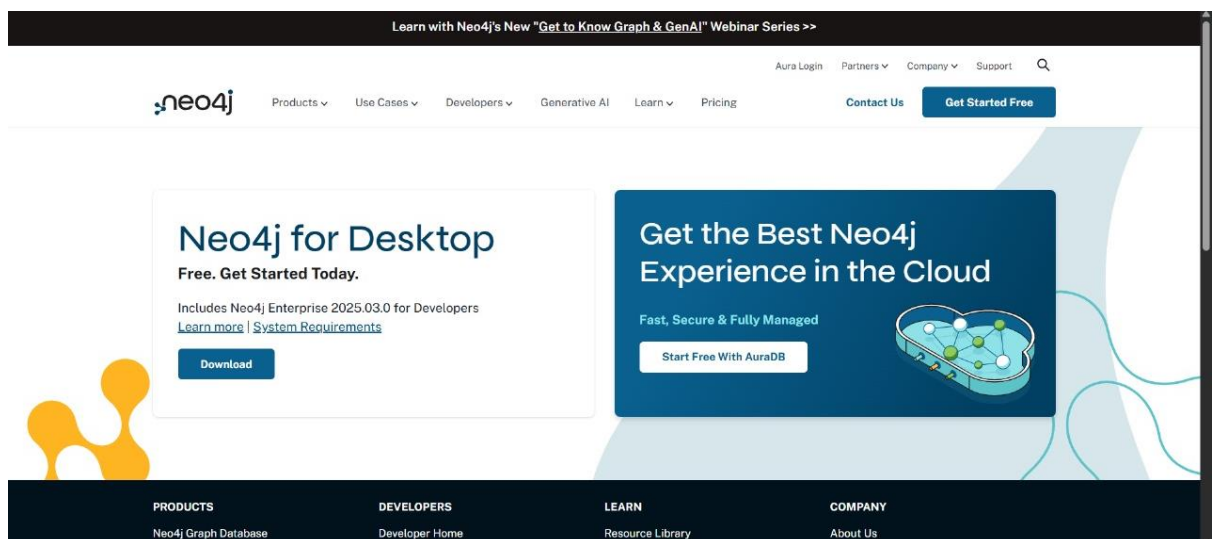 Learn with Neo4j's New "Get to Know Graph & GenAI" Webinar Series >>
Aura Login Partners Company Support
neo4j Products Use Cases Developers Generative AI Learn Pricing Contact Us Get Started Free
Neo4j for Desktop
Free. Get Started Today.
Includes Neo4j Enterprise 2025.03.0 for Developers
Learn more | System Requirements
Download
Get the Best Neo4j
Experience in the Cloud
Fast, Secure & Fully Managed
Start Free With AuraDB
PRODUCTS DEVELOPERS LEARN COMPANY
Neo4j Graph Database Developer Home Resource Library About Us